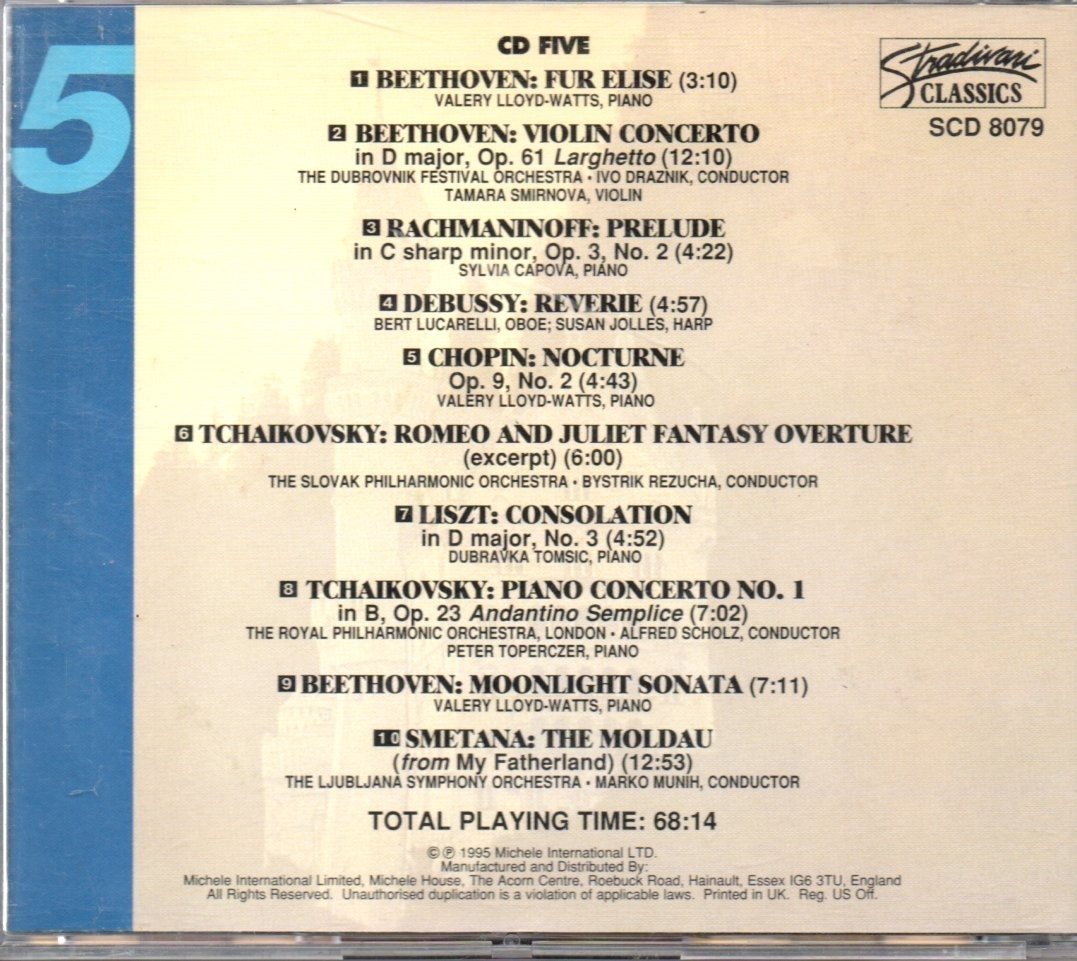 5
CD FIVE
Stradivari
CLASSICS
SCD 8079
1 BEETHOVEN: FUR ELISE (3:10)
VALERY LLOYD-WATTS, PIANO
2 BEETHOVEN: VIOLIN CONCERTO
in D major, Op. 61 Larghetto (12:10)
THE DUBROVNIK FESTIVAL ORCHESTRA · IVO DRAZNIK, CONDUCTOR
TAMARA SMIRNOVA, VIOLIN
3 RACHMANINOFF: PRELUDE
in C sharp minor, Op. 3, No. 2 (4:22)
SYLVIA CAPOVA, PIANO
4 DEBUSSY: REVERIE (4:57)
BERT LUCARELLI, OBOE; SUSAN JOLLES, HARP
5 CHOPIN: NOCTURNE
Op. 9, No. 2 (4:43)
VALERY LLOYD-WATTS, PIANO
6 TCHAIKOVSKY: ROMEO AND JULIET FANTASY OVERTURE
(excerpt) (6:00)
THE SLOVAK PHILHARMONIC ORCHESTRA · BYSTRIK REZUCHA, CONDUCTOR
7 LISZT: CONSOLATION
in D major, No. 3 (4:52)
DUBRAVKA TOMSIC, PIANO
8 TCHAIKOVSKY: PIANO CONCERTO NO. 1
in B, Op. 23 Andantino Semplice (7:02)
THE ROYAL PHILHARMONIC ORCHESTRA, LONDON · ALFRED SCHOLZ, CONDUCTOR
PETER TOPERCZER, PIANO
9 BEETHOVEN: MOONLIGHT SONATA (7:11)
VALERY LLOYD-WATTS, PIANO
10 SMETANA: THE MOLDAU
(from My Fatherland) (12:53)
THE LJUBLJANA SYMPHONY ORCHESTRA · MARKO MUNIH, CONDUCTOR
TOTAL PLAYING TIME: 68:14
© ℗ 1995 Michele International LTD.
Manufactured and Distributed By:
Michele International Limited, Michele House, The Acorn Centre, Roebuck Road, Hainault, Essex IG6 3TU, England
All Rights Reserved. Unauthorised duplication is a violation of applicable laws. Printed in UK. Reg. US Off.